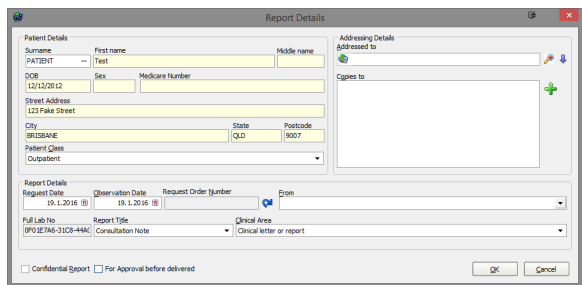 Report Details
Patient Details
Surname First name Middle name
PATIENT ... Test
DOB Sex Medicare Number
12/12/2012
Street Address
123 Fake Street
City State Postcode
BRISBANE QLD 9007
Patient Class
Outpatient
Addressing Details
Addressed to
Copies to
Report Details
Request Date Observation Date Request Order Number From
19.1.2016 19.1.2016
Full Lab No Report Title Clinical Area
0F01E7A6-31C8-44A( Consultation Note Clinical letter or report
Confidential Report For Approval before delivered
OK Cancel